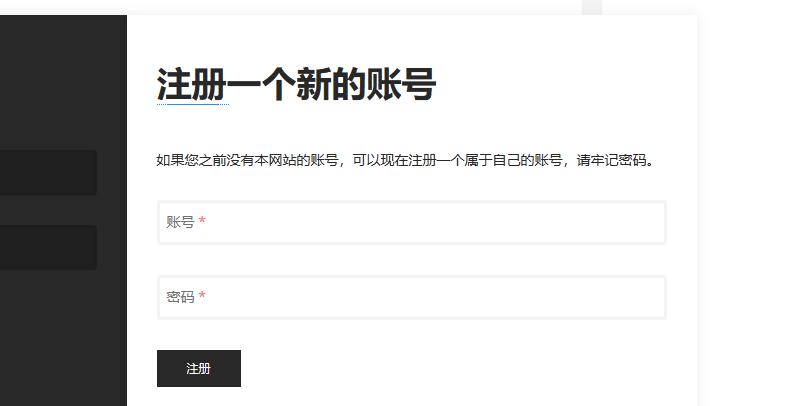 注册一个新的账号
如果您之前没有本网站的账号，可以现在注册一个属于自己的账号，请牢记密码。
账号 *
密码 *
注册